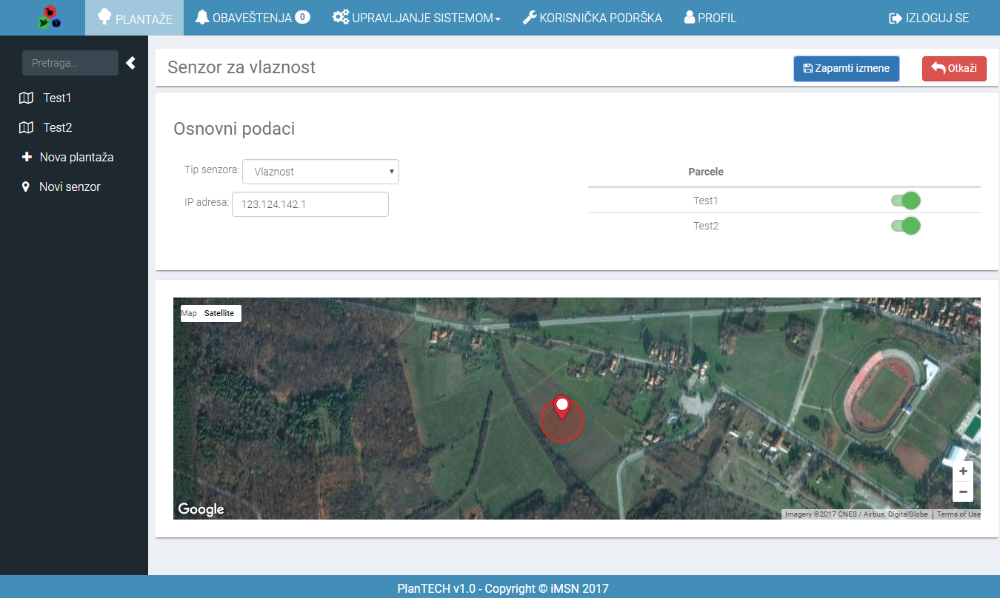 PLANTAŽE
OBAVEŠTENJA 0
UPRAVLJANJE SISTEMOM
KORISNIČKA PODRŠKA
PROFIL
IZLOGUJ SE
Pretraga...
Test1
Test2
Nova plantaža
Novi senzor
Senzor za vlaznost
Zapamti izmene
Otkaži
Osnovni podaci
Tip senzora: Vlaznost
IP adresa: 123.124.142.1
Parcele
Test1
Test2
Map Satellite
+
−
Google
Imagery ©2017 CNES / Airbus, DigitalGlobe
Terms of Use
PlanTECH v1.0 - Copyright © iMSN 2017